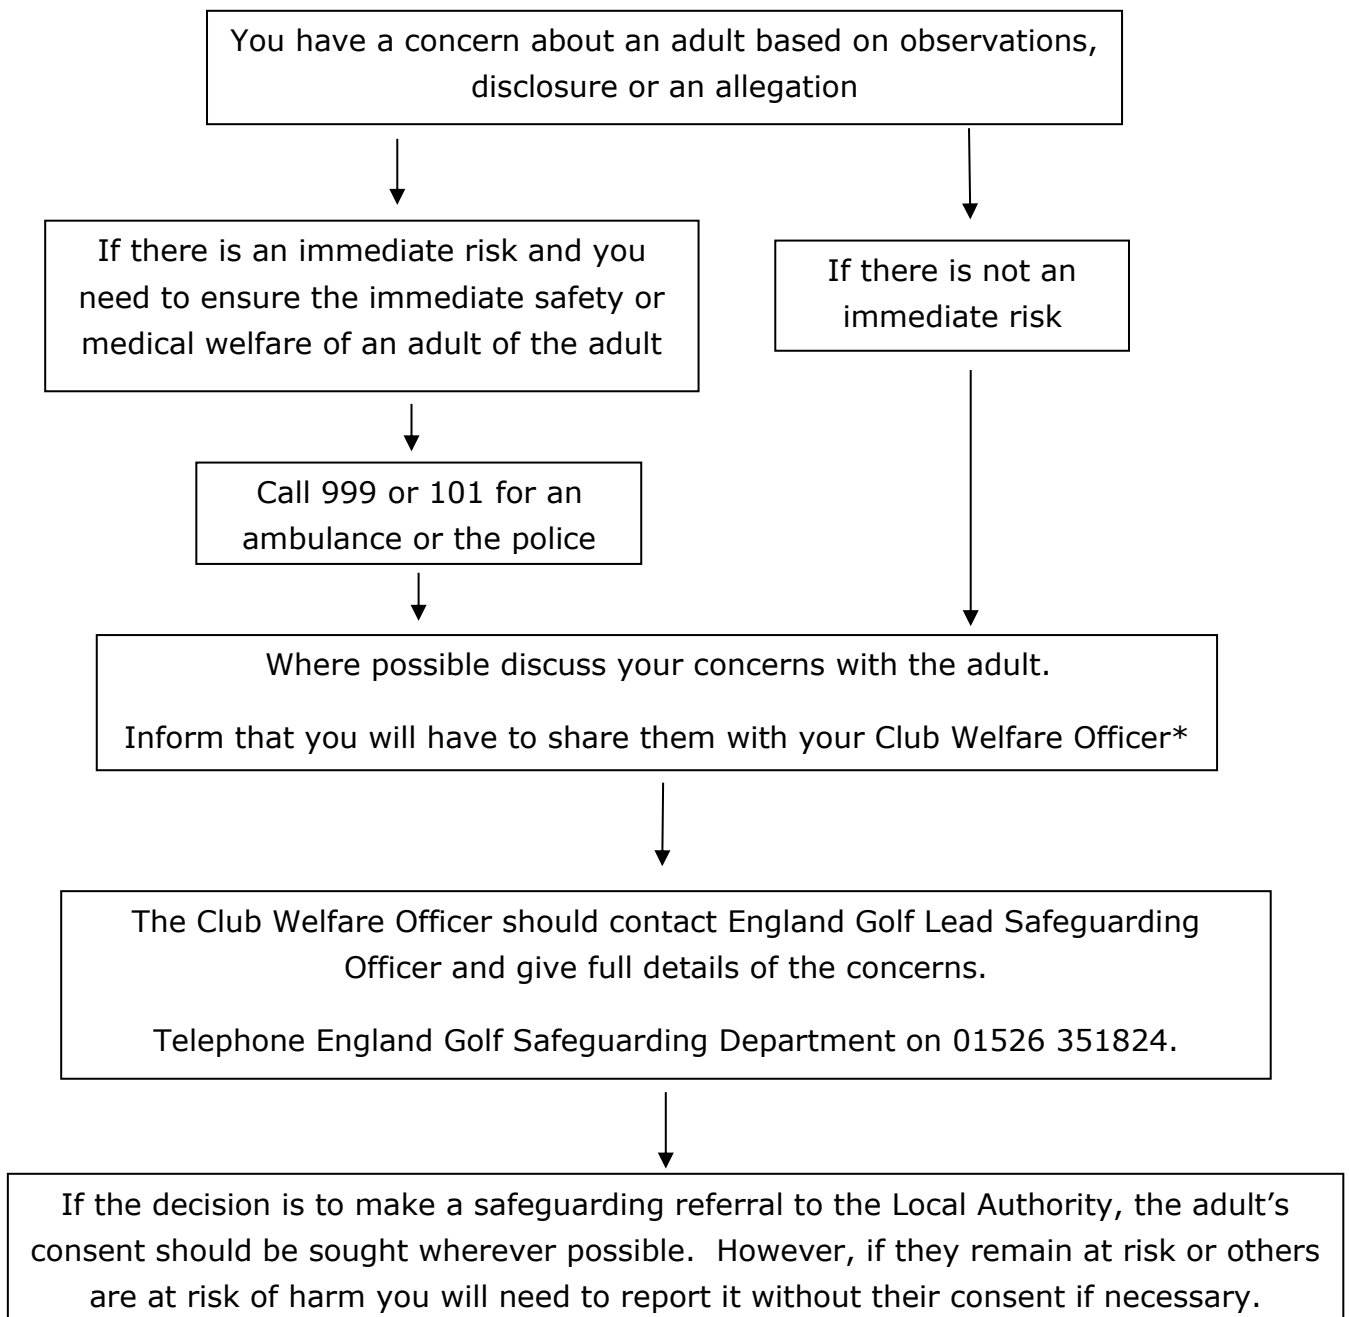 You have a concern about an adult based on observations,
disclosure or an allegation
If there is an immediate risk and you
need to ensure the immediate safety or
medical welfare of an adult of the adult
If there is not an
immediate risk
Call 999 or 101 for an
ambulance or the police
Where possible discuss your concerns with the adult.
Inform that you will have to share them with your Club Welfare Officer*
The Club Welfare Officer should contact England Golf Lead Safeguarding
Officer and give full details of the concerns.
Telephone England Golf Safeguarding Department on 01526 351824.
If the decision is to make a safeguarding referral to the Local Authority, the adult’s
consent should be sought wherever possible.  However, if they remain at risk or others
are at risk of harm you will need to report it without their consent if necessary.